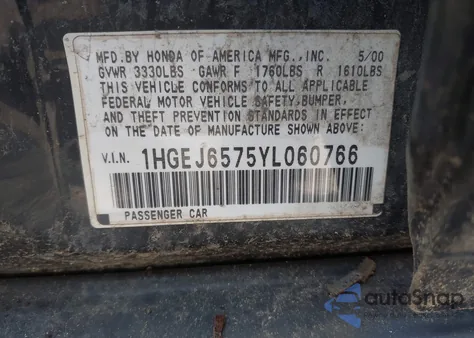 MFD.BY HONDA OF AMERICA MFG.,INC. 5/00
GVWR 3330LBS GAWR F 1760LBS R 1610LBS
THIS VEHICLE CONFORMS TO ALL APPLICABLE
FEDERAL MOTOR VEHICLE SAFETY,BUMPER,
AND THEFT PREVENTION STANDARDS IN EFFECT
ON THE DATE OF MANUFACTURE SHOWN ABOVE:
V.I.N. 1HGEJ6575YL060766
PASSENGER CAR
autoSnap